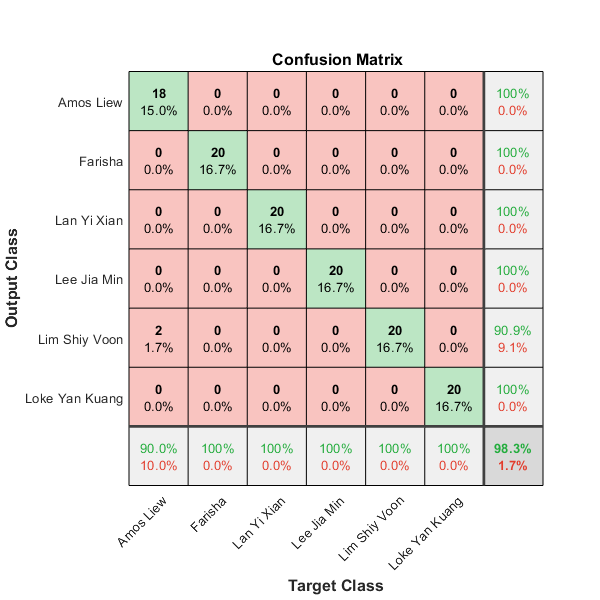 Confusion Matrix
Amos Liew 18 0 0 0 0 0 100%
15.0% 0.0% 0.0% 0.0% 0.0% 0.0% 0.0%
Farisha 0 20 0 0 0 0 100%
0.0% 16.7% 0.0% 0.0% 0.0% 0.0% 0.0%
Lan Yi Xian 0 0 20 0 0 0 100%
0.0% 0.0% 16.7% 0.0% 0.0% 0.0% 0.0%
Lee Jia Min 0 0 0 20 0 0 100%
0.0% 0.0% 0.0% 16.7% 0.0% 0.0% 0.0%
Lim Shiy Voon 2 0 0 0 20 0 90.9%
1.7% 0.0% 0.0% 0.0% 16.7% 0.0% 9.1%
Loke Yan Kuang 0 0 0 0 0 20 100%
0.0% 0.0% 0.0% 0.0% 0.0% 16.7% 0.0%
90.0% 100% 100% 100% 100% 100% 98.3%
10.0% 0.0% 0.0% 0.0% 0.0% 0.0% 1.7%
Amos Liew
Farisha
Lan Yi Xian
Lee Jia Min
Lim Shiy Voon
Loke Yan Kuang
Target Class
Output Class